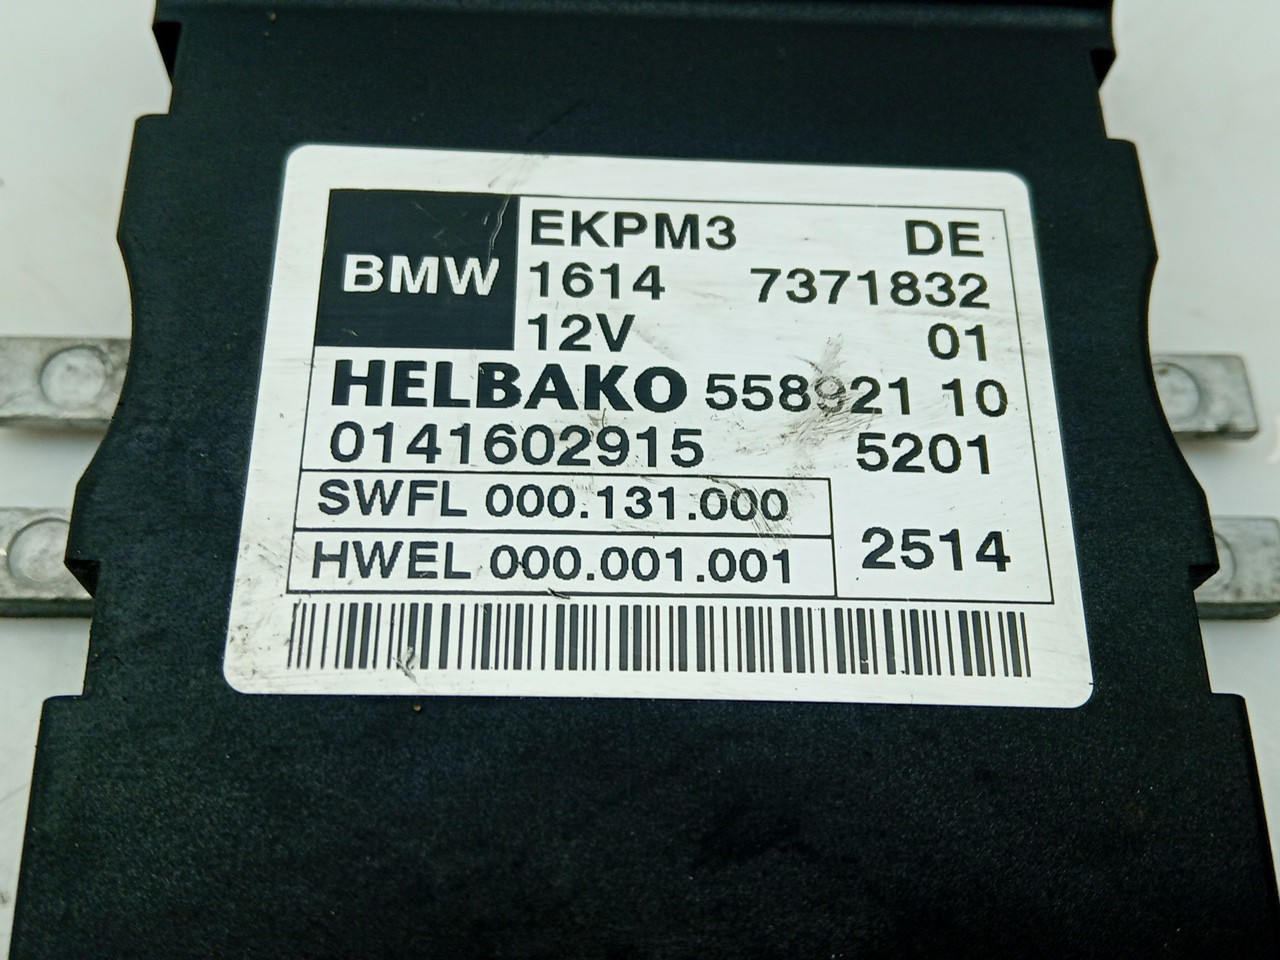 BMW
EKPM3 DE
1614 7371832
12V 01
HELBAKO 558921 10
0141602915 5201
SWFL 000.131.000
HWEL 000.001.001
2514